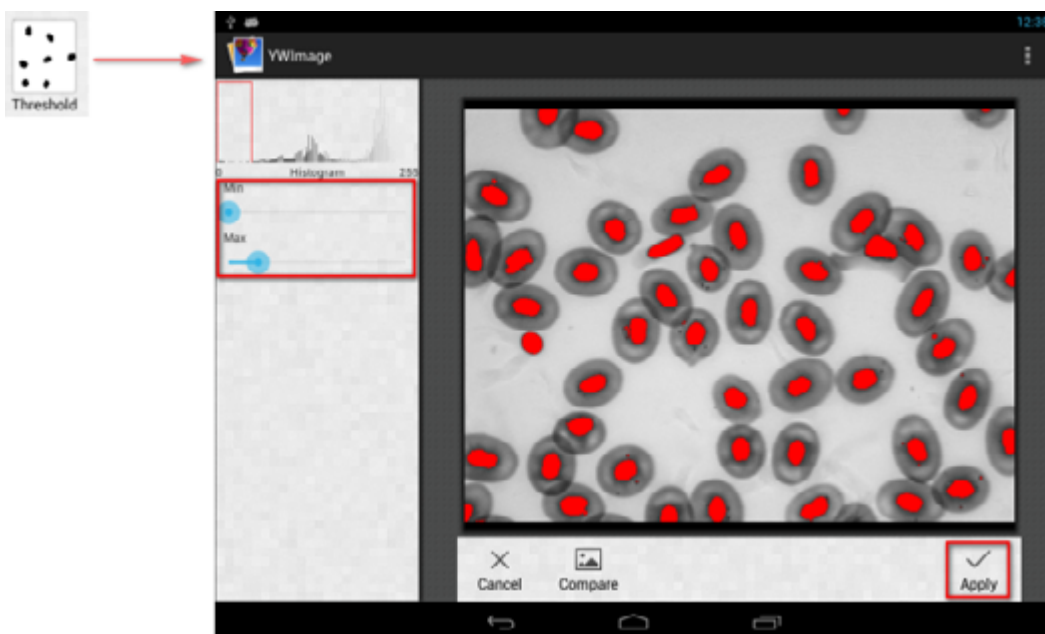 Threshold
12:30
YWImage
0 Histogram 255
Min
Max
Cancel
Compare
Apply